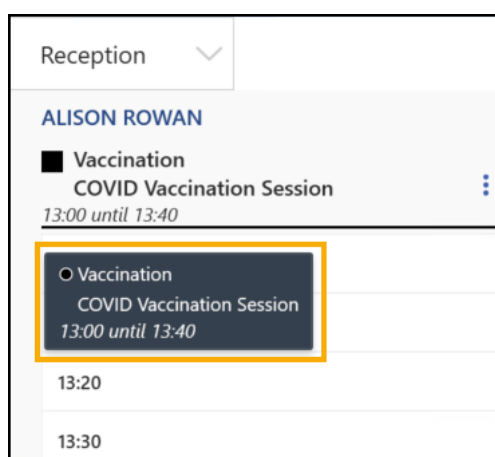 Reception
ALISON ROWAN
Vaccination
COVID Vaccination Session
13:00 until 13:40
Vaccination
COVID Vaccination Session
13:00 until 13:40
13:20
13:30